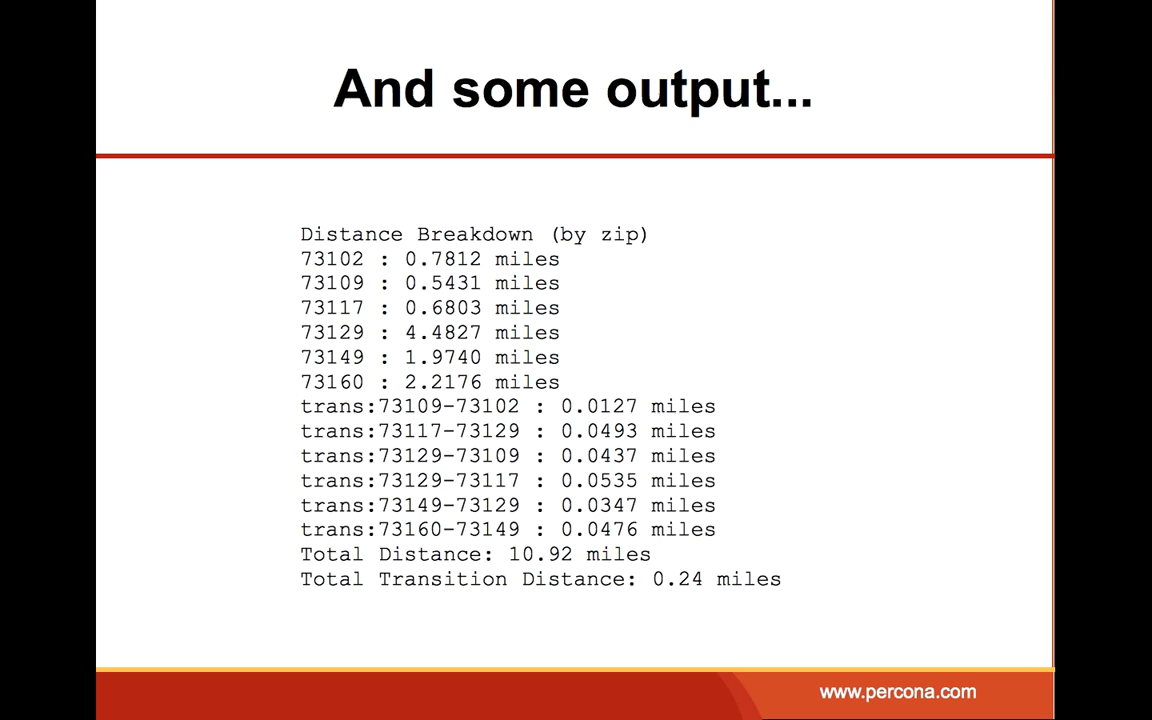 And some output...
Distance Breakdown (by zip)
73102 : 0.7812 miles
73109 : 0.5431 miles
73117 : 0.6803 miles
73129 : 4.4827 miles
73149 : 1.9740 miles
73160 : 2.2176 miles
trans:73109-73102 : 0.0127 miles
trans:73117-73129 : 0.0493 miles
trans:73129-73109 : 0.0437 miles
trans:73129-73117 : 0.0535 miles
trans:73149-73129 : 0.0347 miles
trans:73160-73149 : 0.0476 miles
Total Distance: 10.92 miles
Total Transition Distance: 0.24 miles
www.percona.com